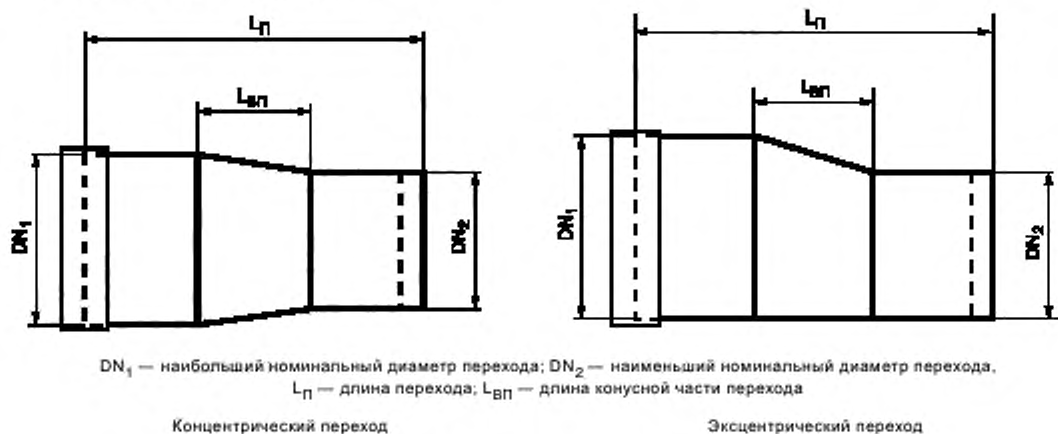 Lп Lп
Lвп Lвп
DN₁ DN₂ DN₁ DN₂
DN₁ — наибольший номинальный диаметр перехода; DN₂ — наименьший номинальный диаметр перехода,
Lп — длина перехода; Lвп — длина конусной части перехода
Концентрический переход Эксцентрический переход